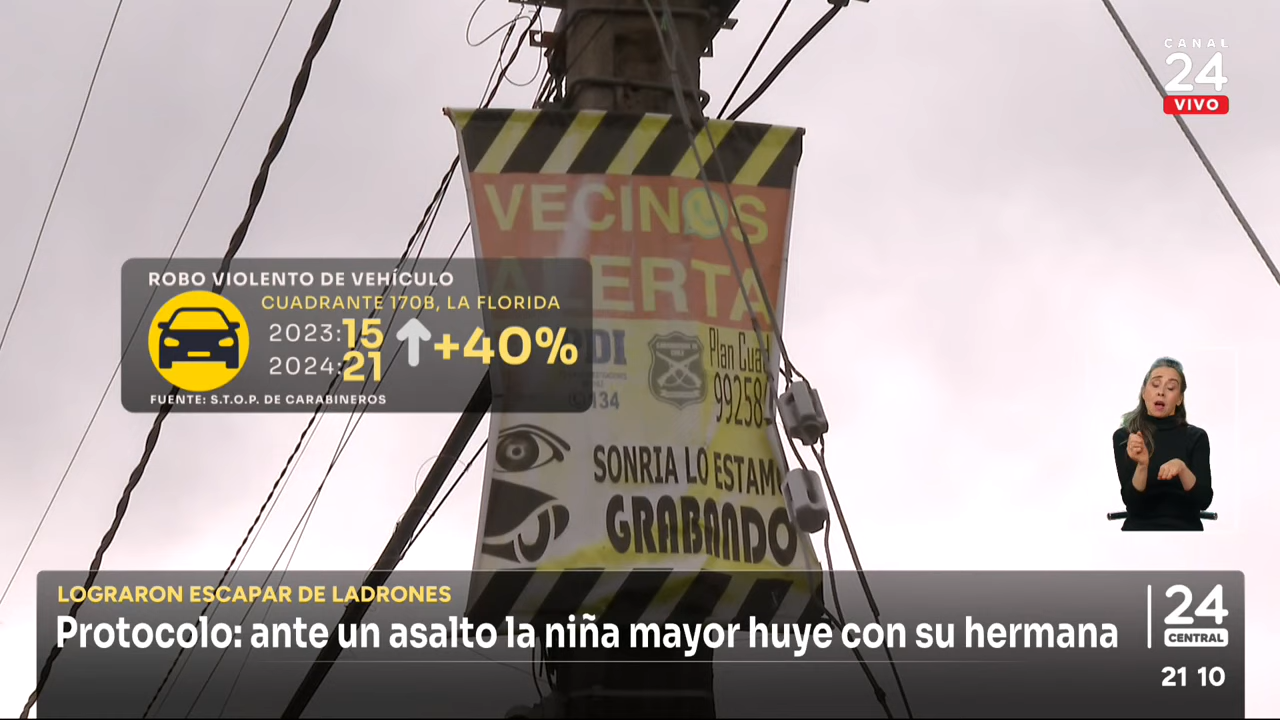 CANAL
24
VIVO
VECINOS
ALERTA
ROBO VIOLENTO DE VEHÍCULO
CUADRANTE 170B, LA FLORIDA
2023:15
2024:21
+40%
FUENTE: S.T.O.P. DE CARABINEROS
PDI
134
Plan Cuad
99258
SONRIA LO ESTAM
GRABANDO
LOGRARON ESCAPAR DE LADRONES
Protocolo: ante un asalto la niña mayor huye con su hermana
24
CENTRAL
21 10